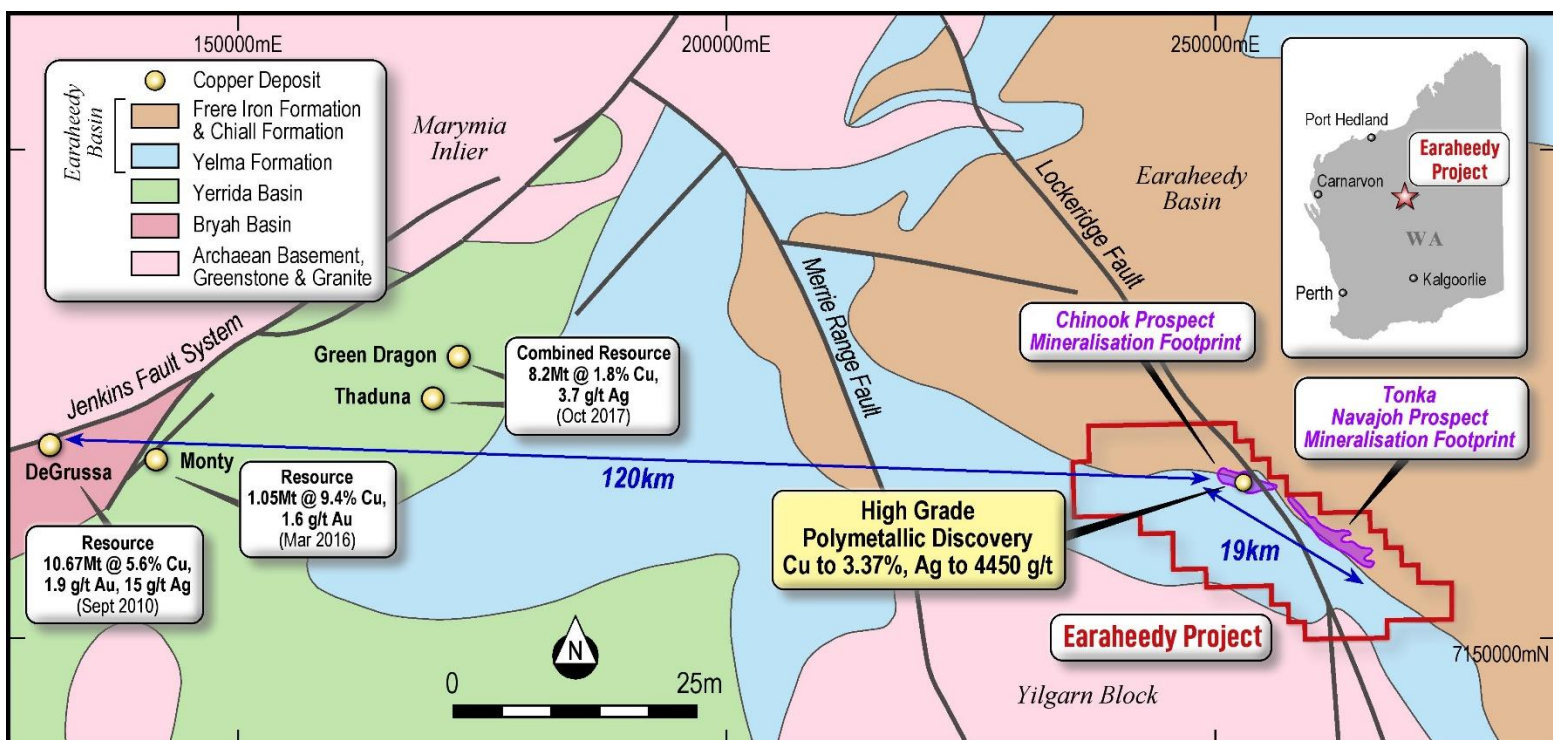 150000mE
200000mE
250000mE
Earaheedy
Basin
Copper Deposit
Frere Iron Formation
& Chiall Formation
Yelma Formation
Yerrida Basin
Bryah Basin
Archaean Basement,
Greenstone & Granite
Marymia
Inlier
Lockeridge Fault
Earaheedy
Basin
Port Hedland
Earaheedy
Project
Carnarvon
WA
Kalgoorlie
Perth
Merrie Range Fault
Chinook Prospect
Mineralisation Footprint
Tonka
Navajoh Prospect
Mineralisation Footprint
Jenkins Fault System
Green Dragon
Thaduna
Combined Resource
8.2Mt @ 1.8% Cu,
3.7 g/t Ag
(Oct 2017)
DeGrussa
Monty
120km
Resource
1.05Mt @ 9.4% Cu,
1.6 g/t Au
(Mar 2016)
Resource
10.67Mt @ 5.6% Cu,
1.9 g/t Au, 15 g/t Ag
(Sept 2010)
High Grade
Polymetallic Discovery
Cu to 3.37%, Ag to 4450 g/t
19km
Earaheedy Project
7150000mN
N
0
25m
Yilgarn Block